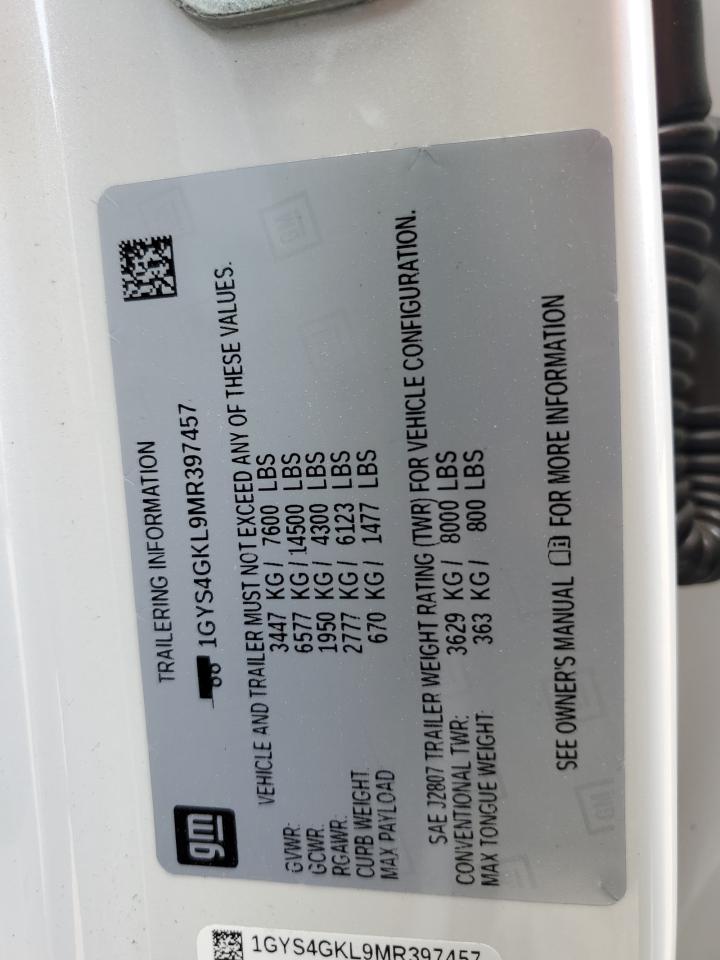 gm
TRAILERING INFORMATION
1GYS4GKL9MR397457
VEHICLE AND TRAILER MUST NOT EXCEED ANY OF THESE VALUES.
GVWR: 3447 KG / 7600 LBS
GCWR: 6577 KG / 14500 LBS
RGAWR: 1950 KG / 4300 LBS
CURB WEIGHT 2777 KG / 6123 LBS
MAX PAYLOAD 670 KG / 1477 LBS
SAE J2807 TRAILER WEIGHT RATING (TWR) FOR VEHICLE CONFIGURATION.
CONVENTIONAL TWR: 3629 KG / 8000 LBS
MAX TONGUE WEIGHT: 363 KG / 800 LBS
SEE OWNER'S MANUAL FOR MORE INFORMATION
1GYS4GKL9MR397457